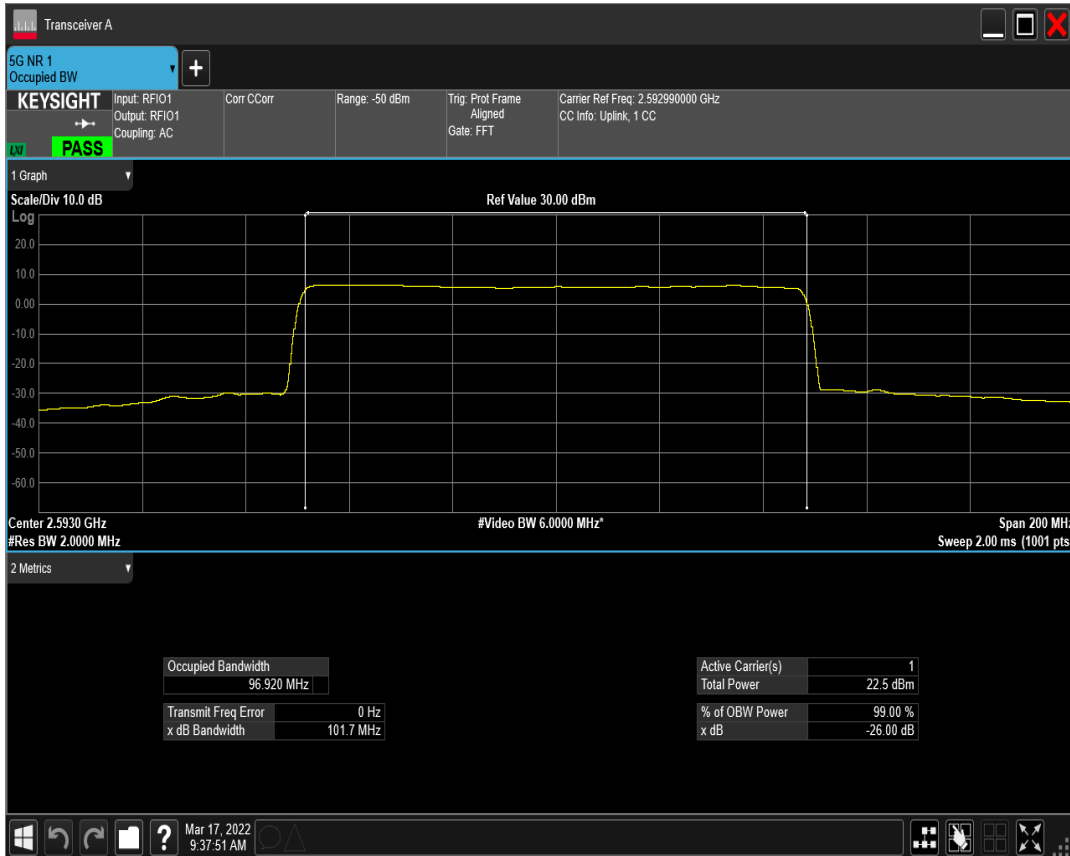 Transceiver A
5G NR 1
Occupied BW
KEYSIGHT
LXI
PASS
Input: RFIO1
Output: RFIO1
Coupling: AC
Corr CCorr
Range: -50 dBm
Trig: Prot Frame
Aligned
Gate: FFT
Carrier Ref Freq: 2.592990000 GHz
CC Info: Uplink, 1 CC
1 Graph
Scale/Div 10.0 dB
Ref Value 30.00 dBm
Log
20.0
10.0
0.00
-10.0
-20.0
-30.0
-40.0
-50.0
-60.0
Center 2.5930 GHz
#Video BW 6.0000 MHz*
Span 200 MHz
#Res BW 2.0000 MHz
Sweep 2.00 ms (1001 pts
2 Metrics
Occupied Bandwidth
96.920 MHz
Transmit Freq Error 0 Hz
x dB Bandwidth 101.7 MHz
Active Carrier(s) 1
Total Power 22.5 dBm
% of OBW Power 99.00 %
x dB -26.00 dB
?
Mar 17, 2022
9:37:51 AM